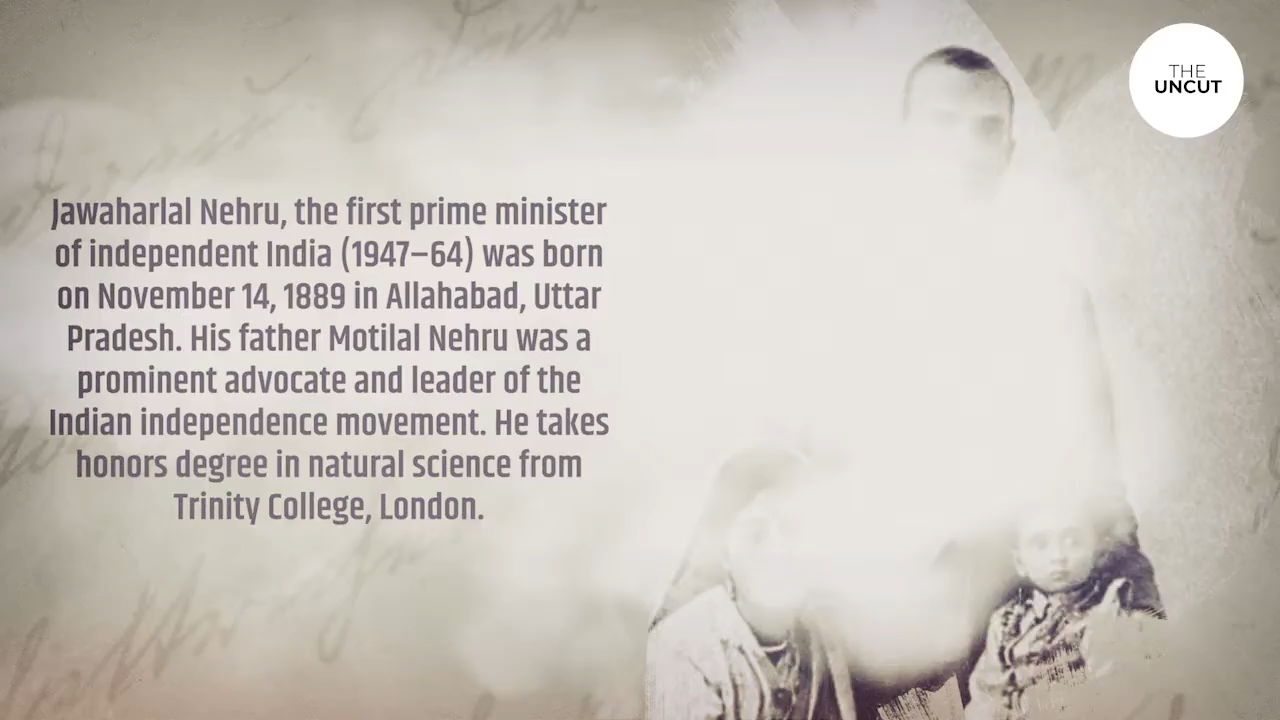 THE
UNCUT
Jawaharlal Nehru, the first prime minister
of independent India (1947–64) was born
on November 14, 1889 in Allahabad, Uttar
Pradesh. His father Motilal Nehru was a
prominent advocate and leader of the
Indian independence movement. He takes
honors degree in natural science from
Trinity College, London.